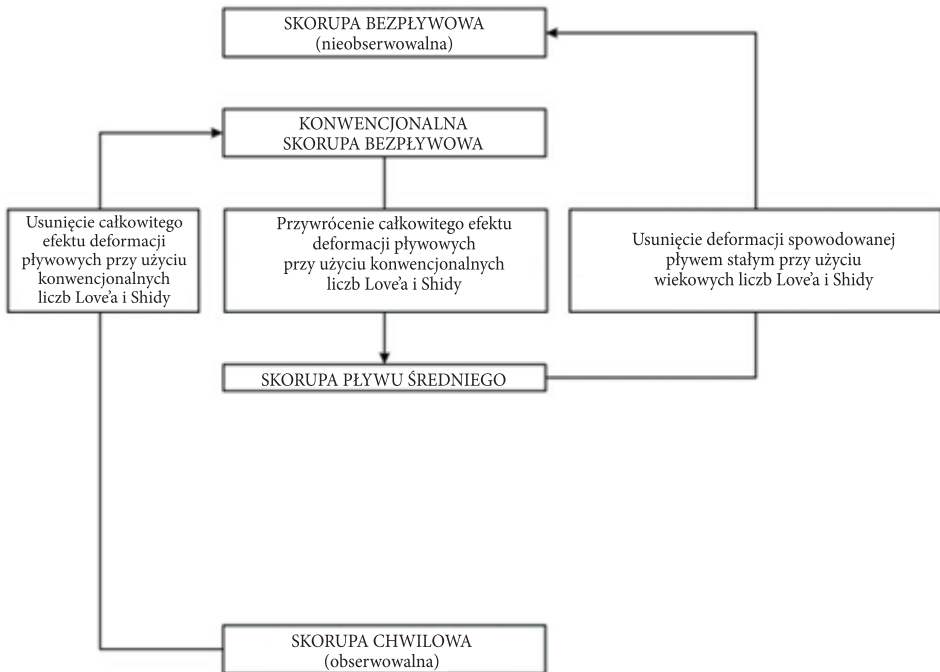 SKORUPA BEZPŁYWOWA
(nieobserwowalna)
KONWENCJONALNA
SKORUPA BEZPŁYWOWA
Usunięcie całkowitego
efektu deformacji
pływowych przy użyciu
konwencjonalnych
liczb Love'a i Shidy
Przywrócenie całkowitego efektu
deformacji pływowych
przy użyciu konwencjonalnych
liczb Love'a i Shidy
Usunięcie deformacji spowodowanej
pływem stałym przy użyciu
wiekowych liczb Love'a i Shidy
SKORUPA PŁYWU ŚREDNIEGO
SKORUPA CHWILOWA
(obserwowalna)